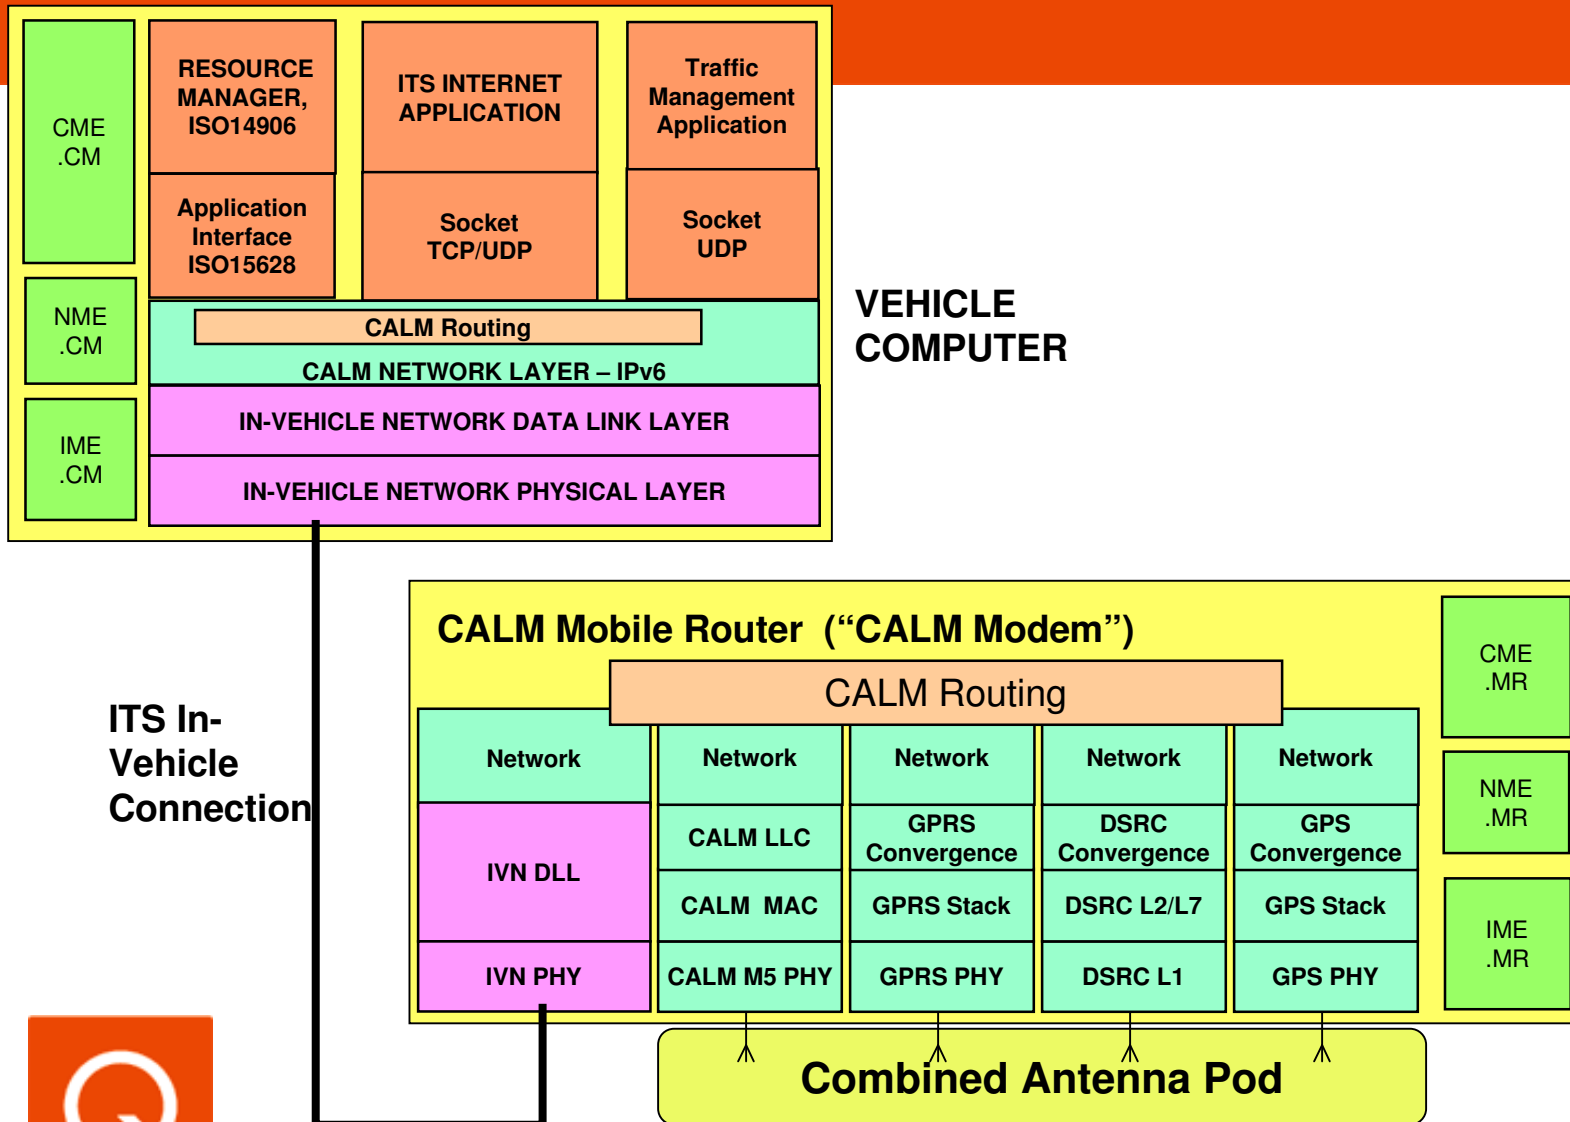 CME
.CM
RESOURCE
MANAGER,
ISO14906
ITS INTERNET
APPLICATION
Traffic
Management
Application
Application
Interface
ISO15628
Socket
TCP/UDP
Socket
UDP
NME
.CM
CALM Routing
CALM NETWORK LAYER – IPv6
IME
.CM
IN-VEHICLE NETWORK DATA LINK LAYER
IN-VEHICLE NETWORK PHYSICAL LAYER
VEHICLE
COMPUTER
ITS In-
Vehicle
Connection
CALM Mobile Router (“CALM Modem”)
CALM Routing
Network
Network
Network
Network
Network
IVN DLL
CALM LLC
GPRS
Convergence
DSRC
Convergence
GPS
Convergence
CALM MAC
GPRS Stack
DSRC L2/L7
GPS Stack
IVN PHY
CALM M5 PHY
GPRS PHY
DSRC L1
GPS PHY
CME
.MR
NME
.MR
IME
.MR
Combined Antenna Pod